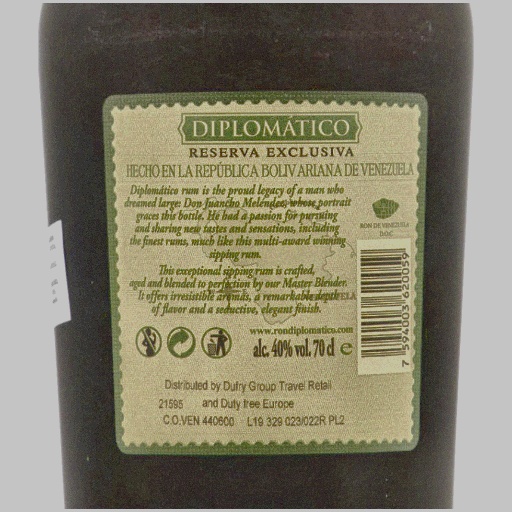 DIPLOMÁTICO
RESERVA EXCLUSIVA
HECHO EN LA REPÚBLICA BOLIVARIANA DE VENEZUELA
Diplomático rum is the proud legacy of a man who
dreamed large: Don Juancho Meléndez, whose portrait
graces this bottle. He had a passion for pursuing
and sharing new tastes and sensations, including
the finest rums, much like this multi-award winning
sipping rum.
This exceptional sipping rum is crafted,
aged and blended to perfection by our Master Blender.
It offers irresistible aromas, a remarkable depth
of flavor and a seductive, elegant finish.
RON DE VENEZUELA
DOC
www.rondiplomatico.com
alc. 40% vol. 70 cl e
7 594003 620059
Distributed by Dufry Group Travel Retail
21595 and Duty free Europe
C.O.VEN 440600 L19 329 023/022R PL2